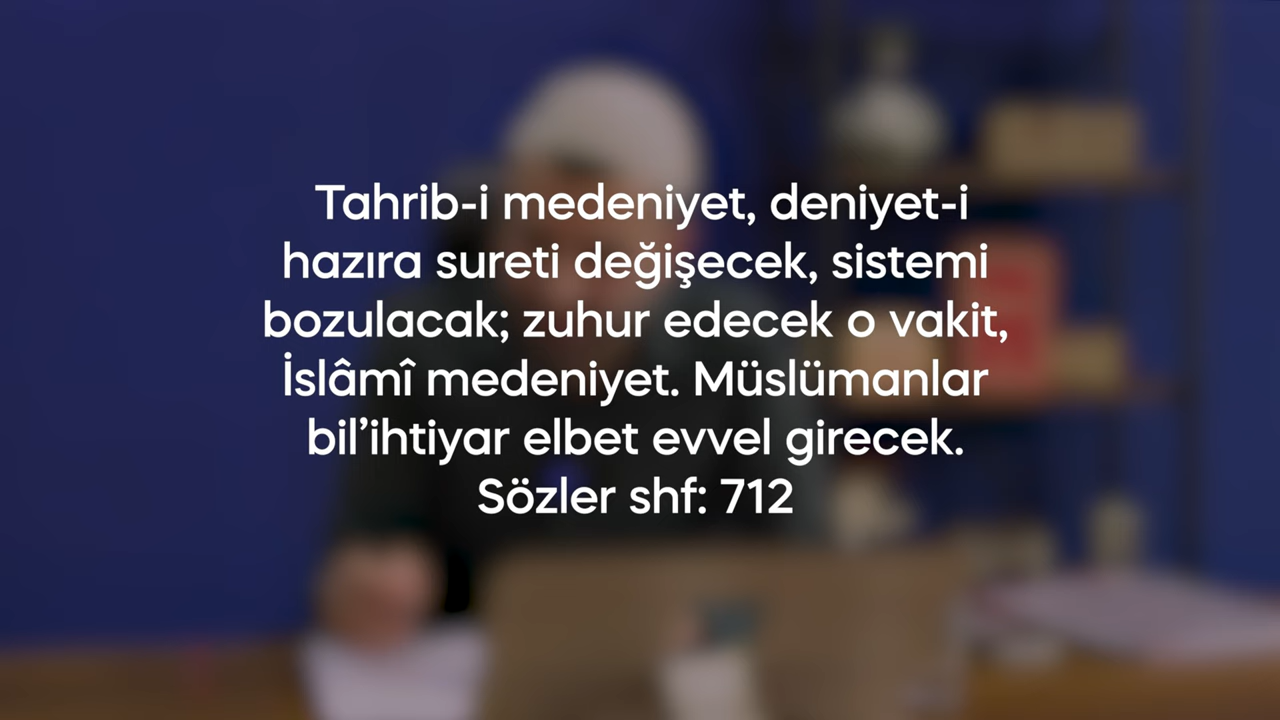 Tahrib-i medeniyet, deniyet-i
hazıra sureti değişecek, sistemi
bozulacak; zuhur edecek o vakit,
İslâmî medeniyet. Müslümanlar
bil’ihtiyar elbet evvel girecek.
Sözler shf: 712